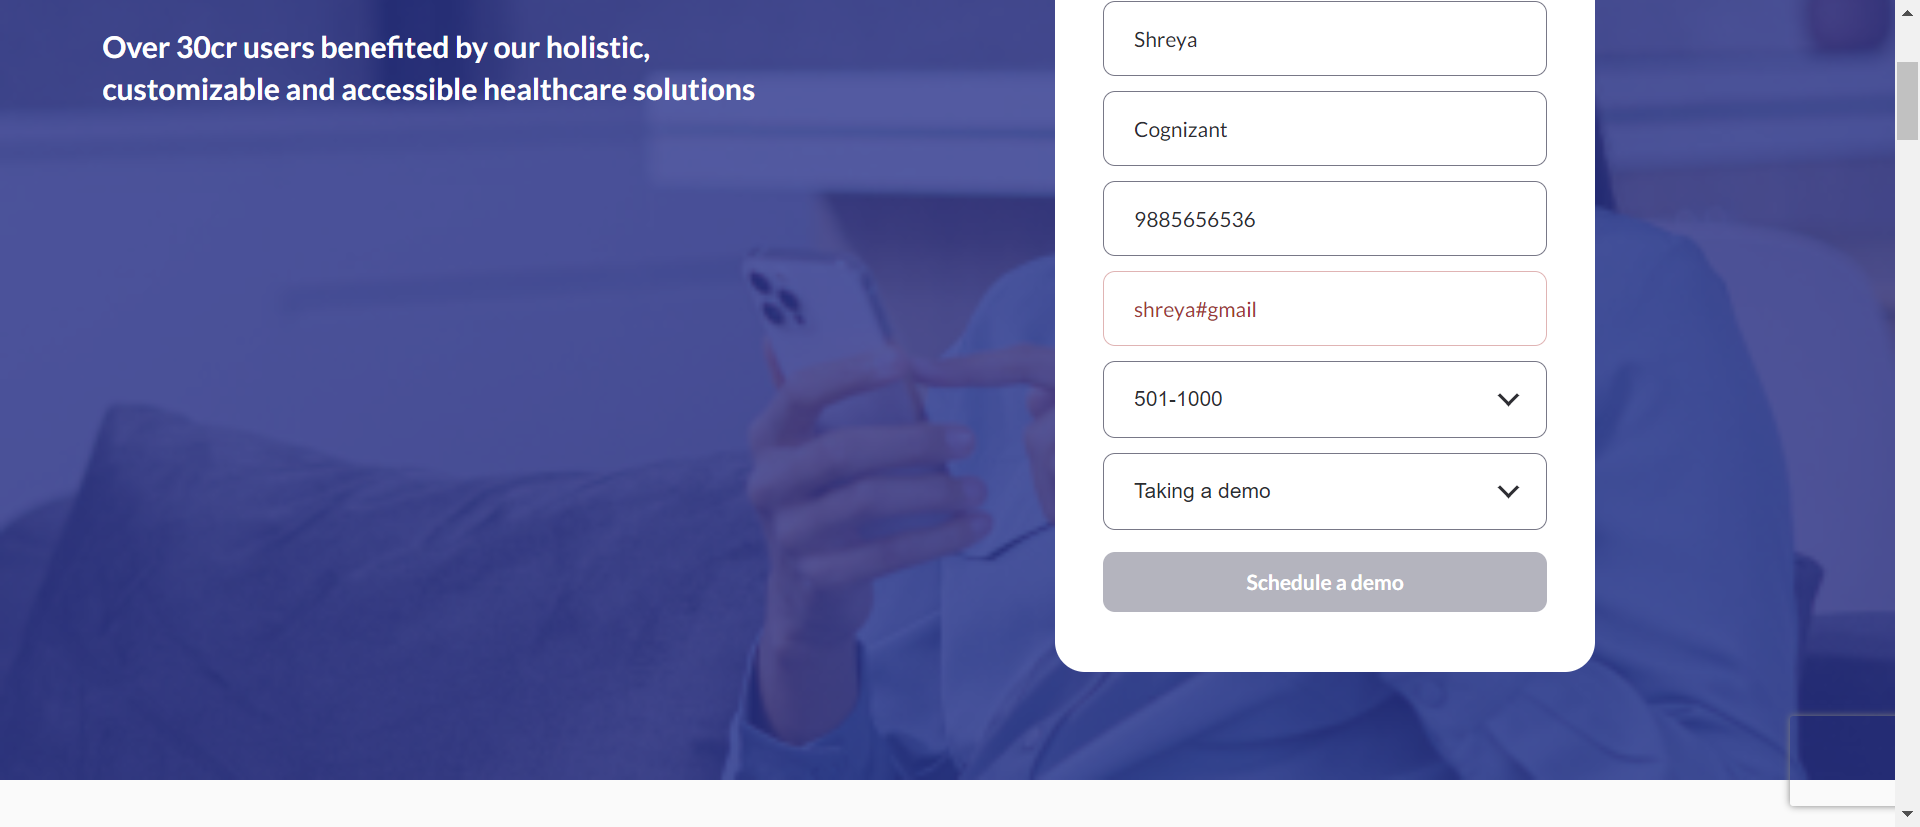 Over 30cr users benefited by our holistic,
customizable and accessible healthcare solutions
Shreya
Cognizant
9885656536
shreya#gmail
501-1000
Taking a demo
Schedule a demo